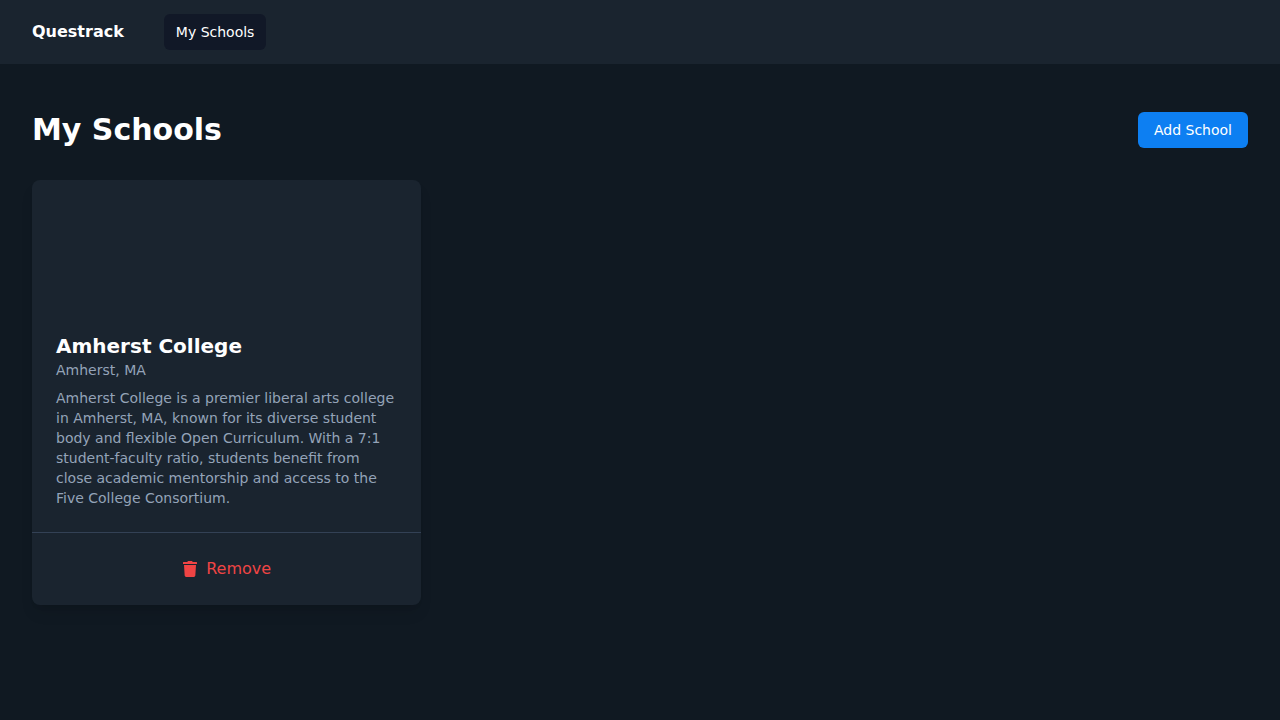 Questrack
My Schools
My Schools
Add School
Amherst College
Amherst, MA
Amherst College is a premier liberal arts college
in Amherst, MA, known for its diverse student
body and flexible Open Curriculum. With a 7:1
student-faculty ratio, students benefit from
close academic mentorship and access to the
Five College Consortium.
Remove